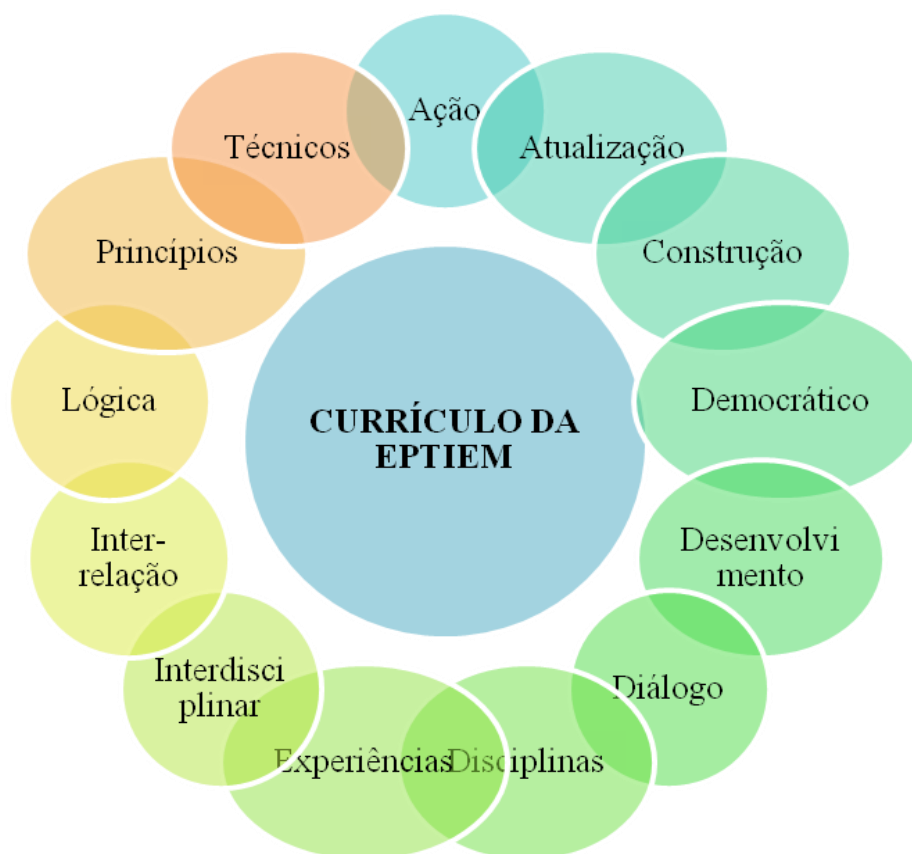 Ação
Atualização
Construção
Democrático
Desenvolvi
mento
Diálogo
Disciplinas
Experiências
Interdisci
plinar
Inter-
relação
Lógica
Princípios
Técnicos
CURRÍCULO DA
EPTIEM